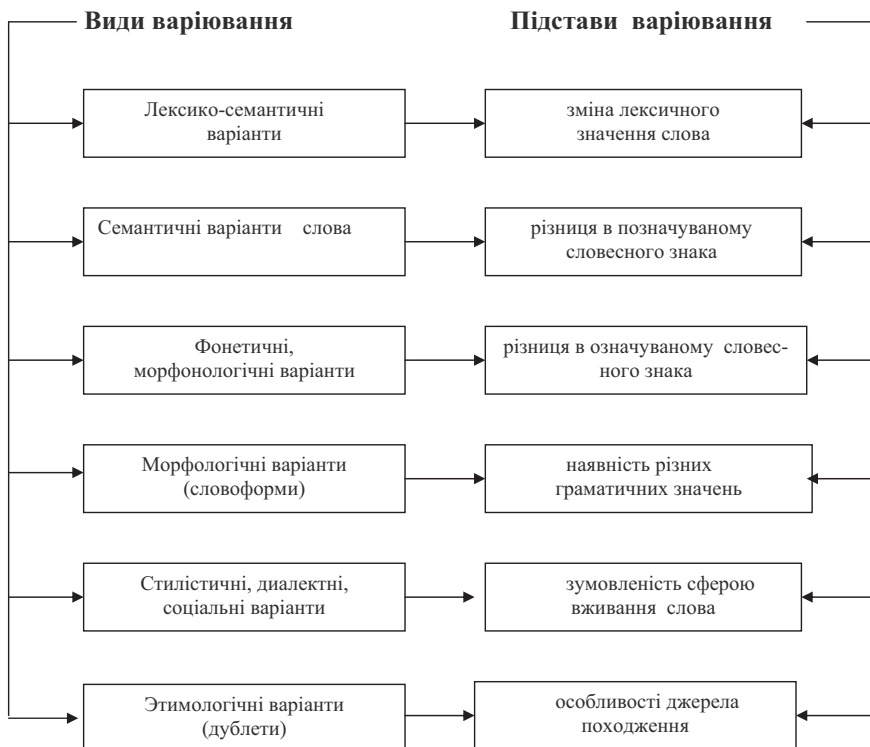 Види варіювання
Підстави варіювання
Лексико-семантичні
варіанти
зміна лексичного
значення слова
Семантичні варіанти слова
різниця в позначуваному
словесного знака
Фонетичні,
морфонологічні варіанти
різниця в означуваному словес-
ного знака
Морфологічні варіанти
(словоформи)
наявність різних
граматичних значень
Стилістичні, диалектні,
соціальні варіанти
зумовленість сферою
вживання слова
Этимологічні варіанти
(дублети)
особливості джерела
походження